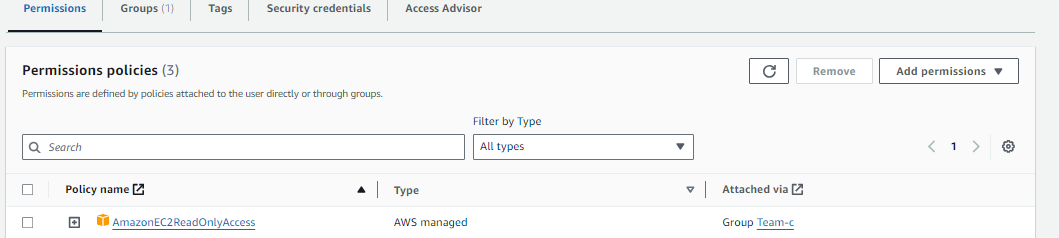 Permissions Groups (1) Tags Security credentials Access Advisor
Permissions policies (3)
Remove Add permissions
Permissions are defined by policies attached to the user directly or through groups.
Filter by Type
Search All types 1
Policy name Type Attached via
AmazonEC2ReadOnlyAccess AWS managed Group Team-c